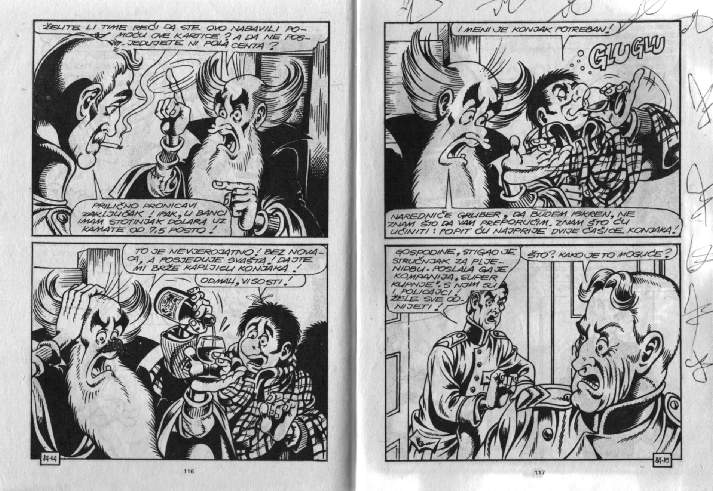 ŽELITE LI TIME REĆI DA STE OVO NABAVILI PO-
MOĆU OVE KARTICE? A DA NE POS-
JEDUJETE NI POLA CENTA?
PRILIČNO PRONICAVI
ZAKLJUČAK! IPAK, U BANCI
IMAM STOTINJAK DOLARA UZ
KAMATE OD 7,5 POSTO!
TO JE NEVJEROJATNO! BEZ NOVA-
CA, A POSJEDUJE SVAŠTA! DAJTE
MI BRŽE KAPLJICU KONJAKA!
ODMAH, VISOSTI!
116
I MENI JE KONJAK POTREBAN!
GLU GLU
NAREDNIČE GRUBER, DA BUDEM ISKREN, NE
ZNAM ŠTO DA VAM PREPORUČIM. ZNAM ŠTO ĆU
UČINITI! POPIT ĆU NAJPRIJE DVIJE ČAŠICE KONJAKA!
GOSPODINE, STIGAO JE
STRUČNJAK ZA PLJE-
NIDBU. POSLALA GA JE
KOMPANIJA "SUPER
KUPNJE". S NJIM SU
I POLICAJCI!
ŽELE SVE OD-
NIJETI!
ŠTO? KAKO JE TO MOGUĆE?
117